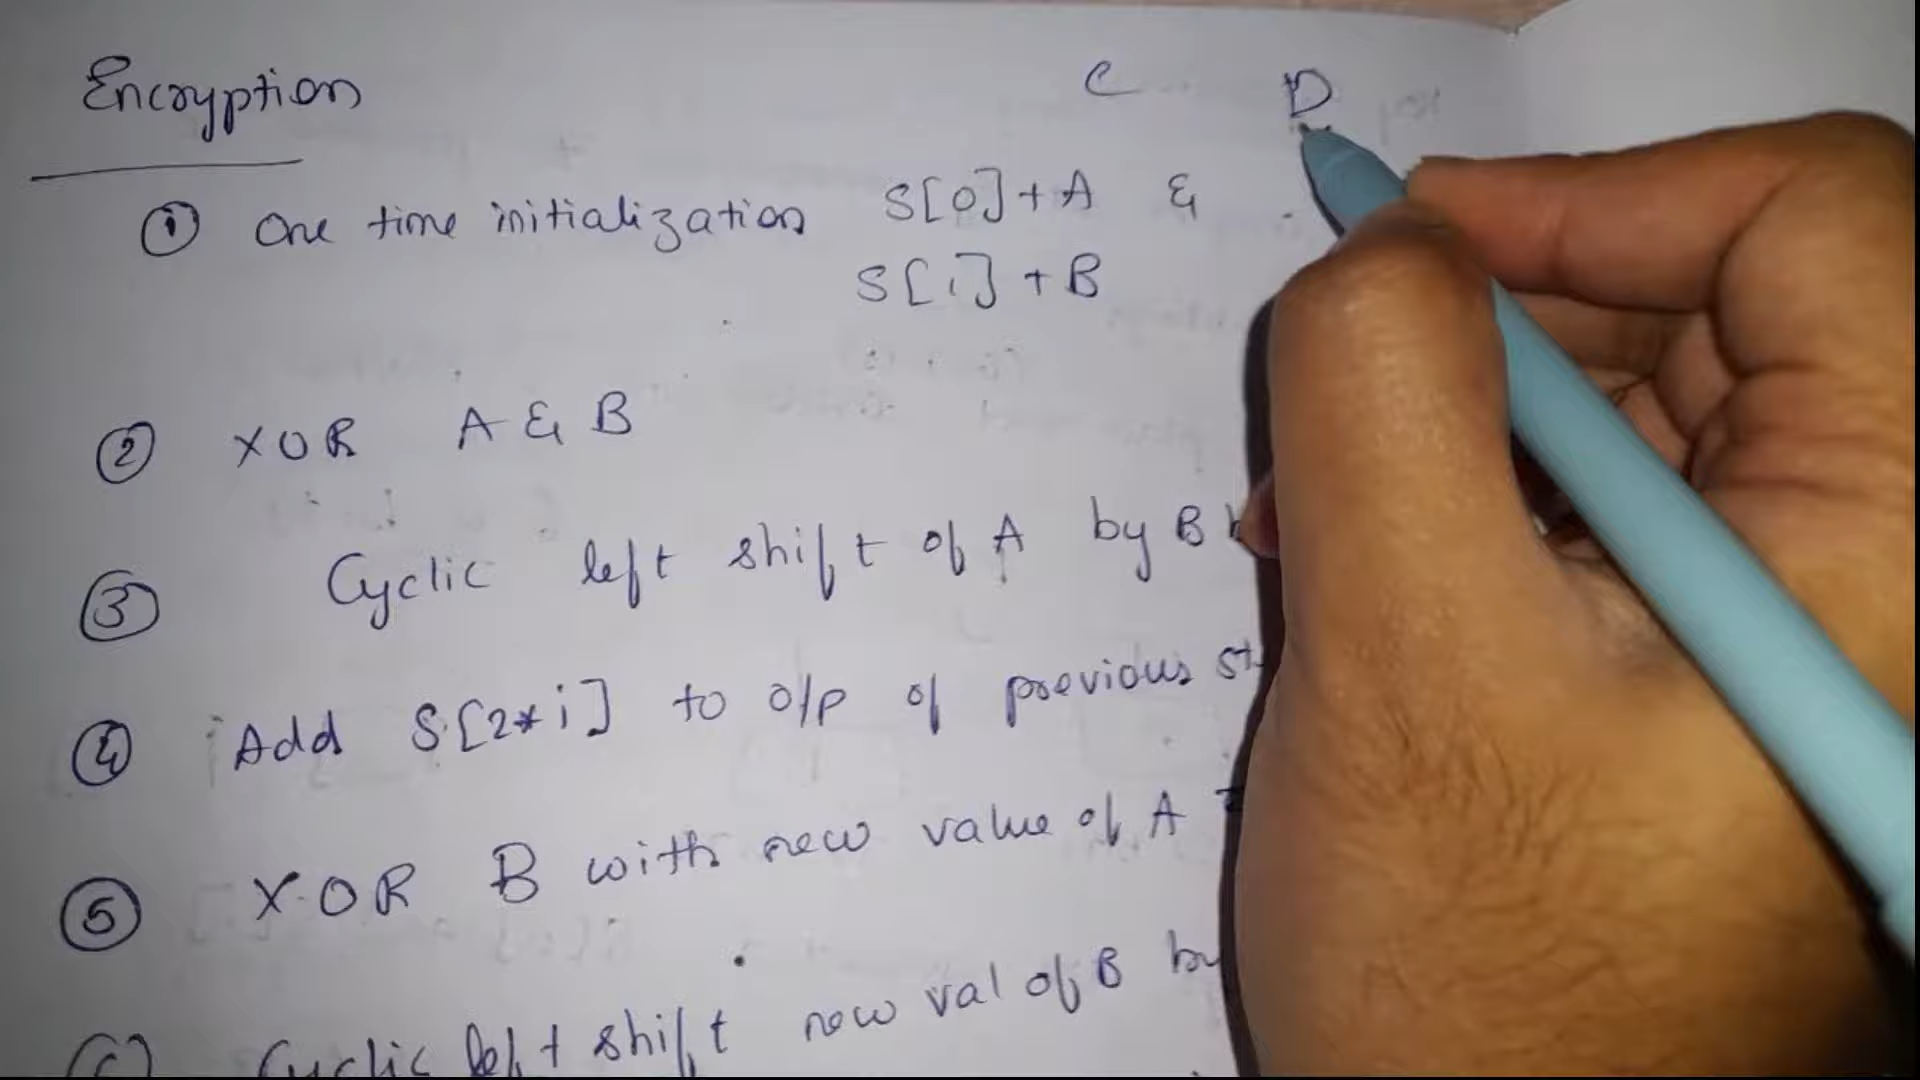 Encryption
C D
① One time initialization S[0]+A &
S[i]+B
② XOR A & B
③ Cyclic left shift of A by B
④ Add S[2*i] to o/p of previous
⑤ XOR B with new value of A
Cyclic left shift new val of B by